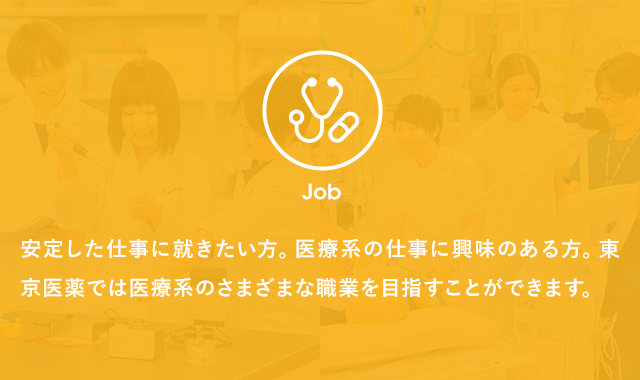 Job
安定した仕事に就きたい方。医療系の仕事に興味のある方。東
京医薬では医療系のさまざまな職業を目指すことができます。